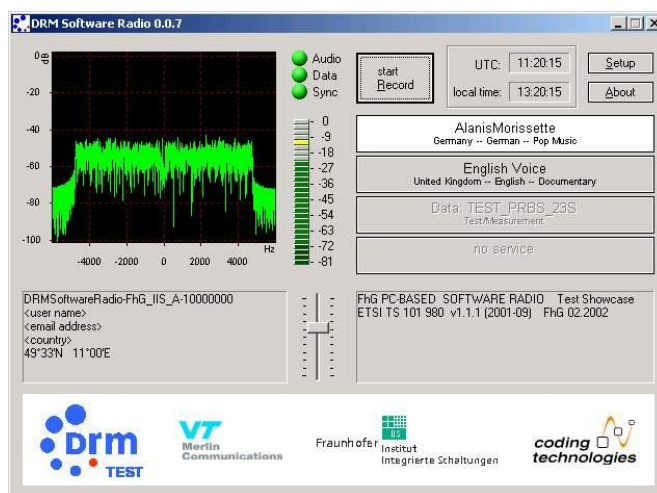 DRM Software Radio 0.0.7
0
dB
-20
-40
-60
-80
-100
-4000 -2000 0 2000 4000
Hz
Audio
Data
Sync
0
-9
-18
-27
-36
-45
-54
-63
-72
-81
start
Record
UTC: 11:20:15
local time: 13:20:15
Setup
About
AlanisMorissette
Germany -- German -- Pop Music
English Voice
United Kingdom -- English -- Documentary
Data: TEST_PRBS_23S
Test/Measurement
no service
DRMSoftwareRadio-FhG_IIS_A-10000000
<user name>
<email address>
<country>
49°33'N 11°00'E
FhG PC-BASED SOFTWARE RADIO Test Showcase
ETSI TS 101 980 v1.1.1 (2001-09) FhG 02.2002
Drm
TEST
VT
Merlin
Communications
Fraunhofer
IIS
Institut
Integrierte Schaltungen
coding
technologies